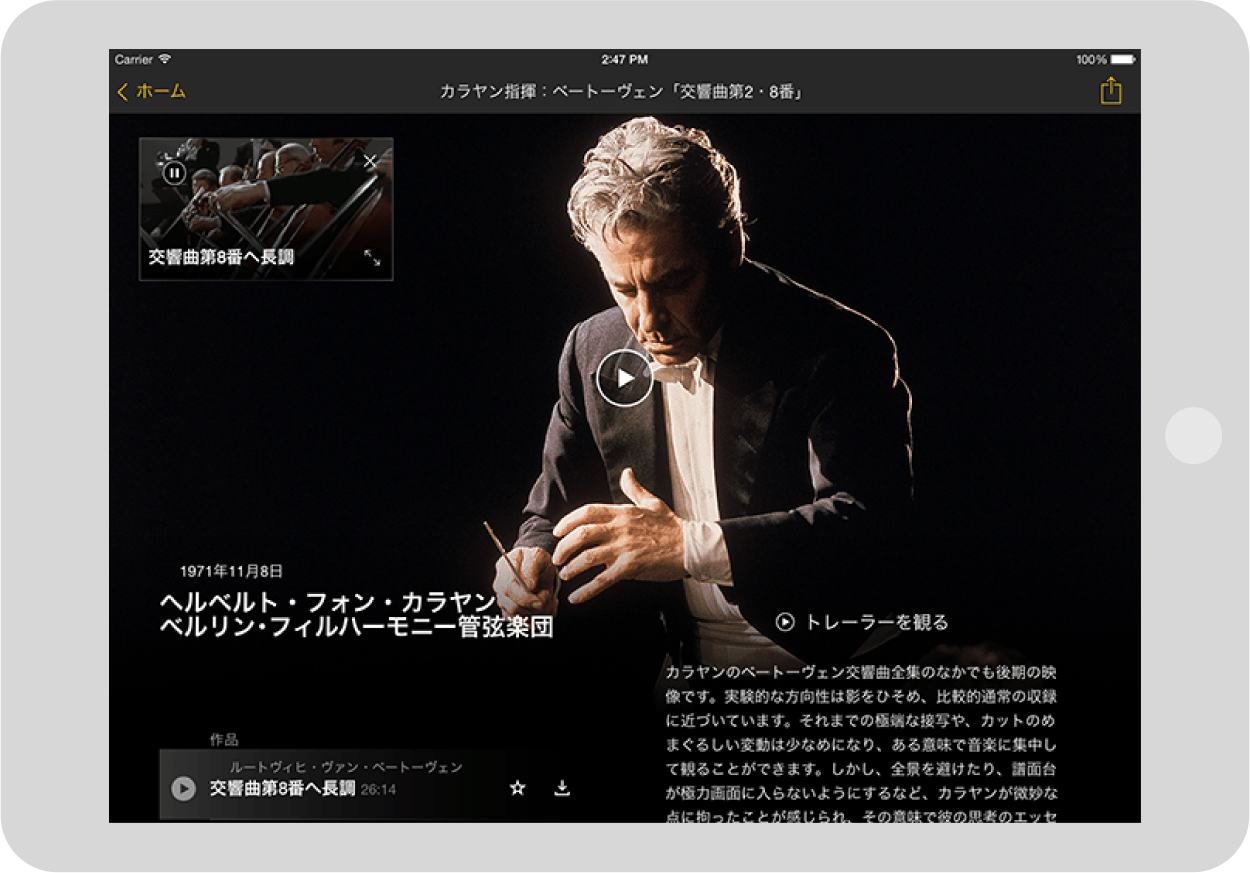 Carrier 2:47 PM 100%
ホーム カラヤン指揮：ベートーヴェン「交響曲第2・8番」
交響曲第8番ヘ長調
1971年11月8日
ヘルベルト・フォン・カラヤン
ベルリン・フィルハーモニー管弦楽団
トレーラーを観る
カラヤンのベートーヴェン交響曲全集のなかでも後期の映
像です。実験的な方向性は影をひそめ、比較的通常の収録
に近づいています。それまでの極端な接写や、カットのめ
まぐるしい変動は少なめになり、ある意味で音楽に集中し
て観ることができます。しかし、全景を避けたり、譜面台
が極力画面に入らないようにするなど、カラヤンが微妙な
点に拘ったことが感じられ、その意味で彼の思考のエッセ
作品
ルートヴィヒ・ヴァン・ベートーヴェン
交響曲第8番ヘ長調 26:14